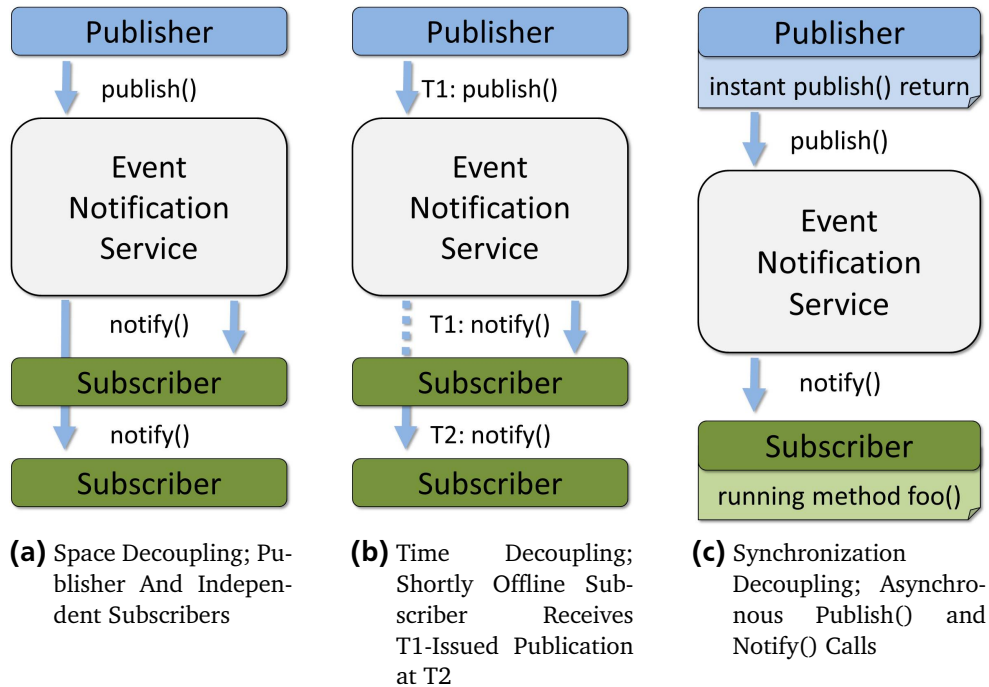 Publisher
publish()
Event
Notification
Service
notify()
Subscriber
notify()
Subscriber
(a) Space Decoupling; Pu-
blisher And Indepen-
dent Subscribers
Publisher
T1: publish()
Event
Notification
Service
T1: notify()
Subscriber
T2: notify()
Subscriber
(b) Time Decoupling;
Shortly Offline Sub-
scriber Receives
T1-Issued Publication
at T2
Publisher
instant publish() return
publish()
Event
Notification
Service
notify()
Subscriber
running method foo()
(c) Synchronization
Decoupling; Asynchro-
nous Publish() and
Notify() Calls